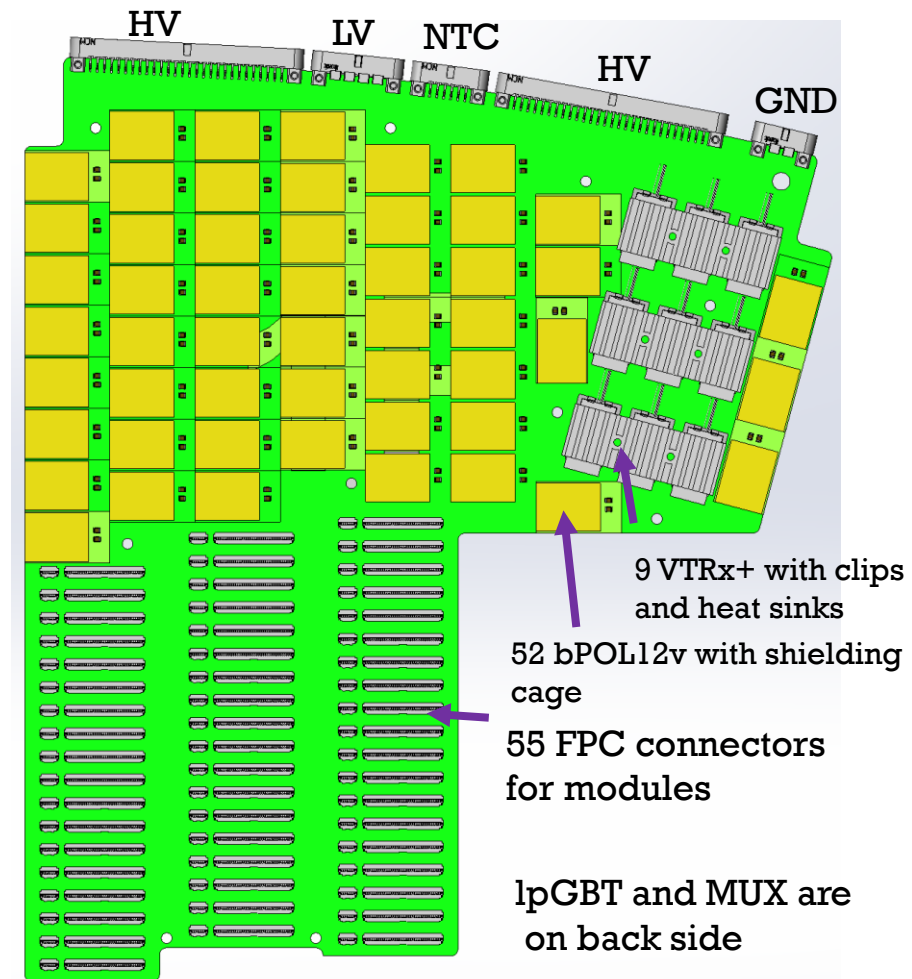 HV
LV
NTC
HV
GND
9 VTRx+ with clips
and heat sinks
52 bPOL12v with shielding
cage
55 FPC connectors
for modules
lpGBT and MUX are
on back side